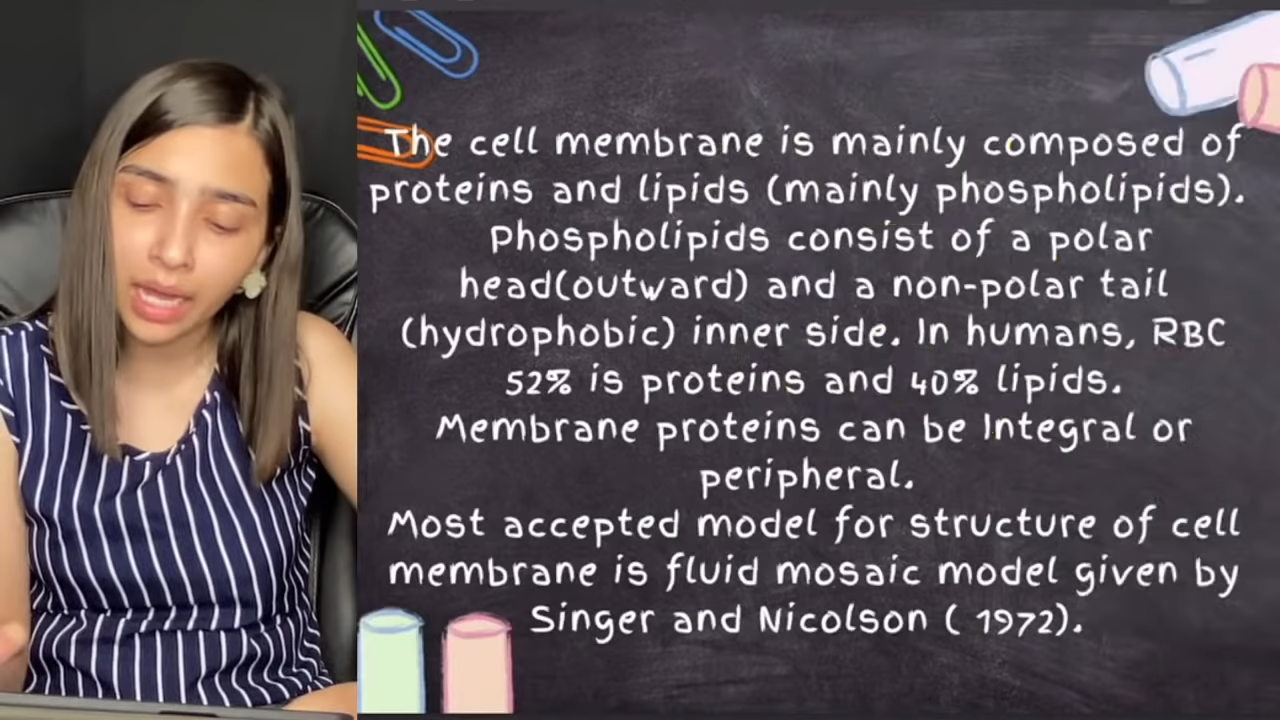 The cell membrane is mainly composed of
proteins and lipids (mainly phospholipids).
Phospholipids consist of a polar
head(outward) and a non-polar tail
(hydrophobic) inner side. In humans, RBC
52% is proteins and 40% lipids.
Membrane proteins can be Integral or
peripheral.
Most accepted model for structure of cell
membrane is fluid mosaic model given by
Singer and Nicolson ( 1972).